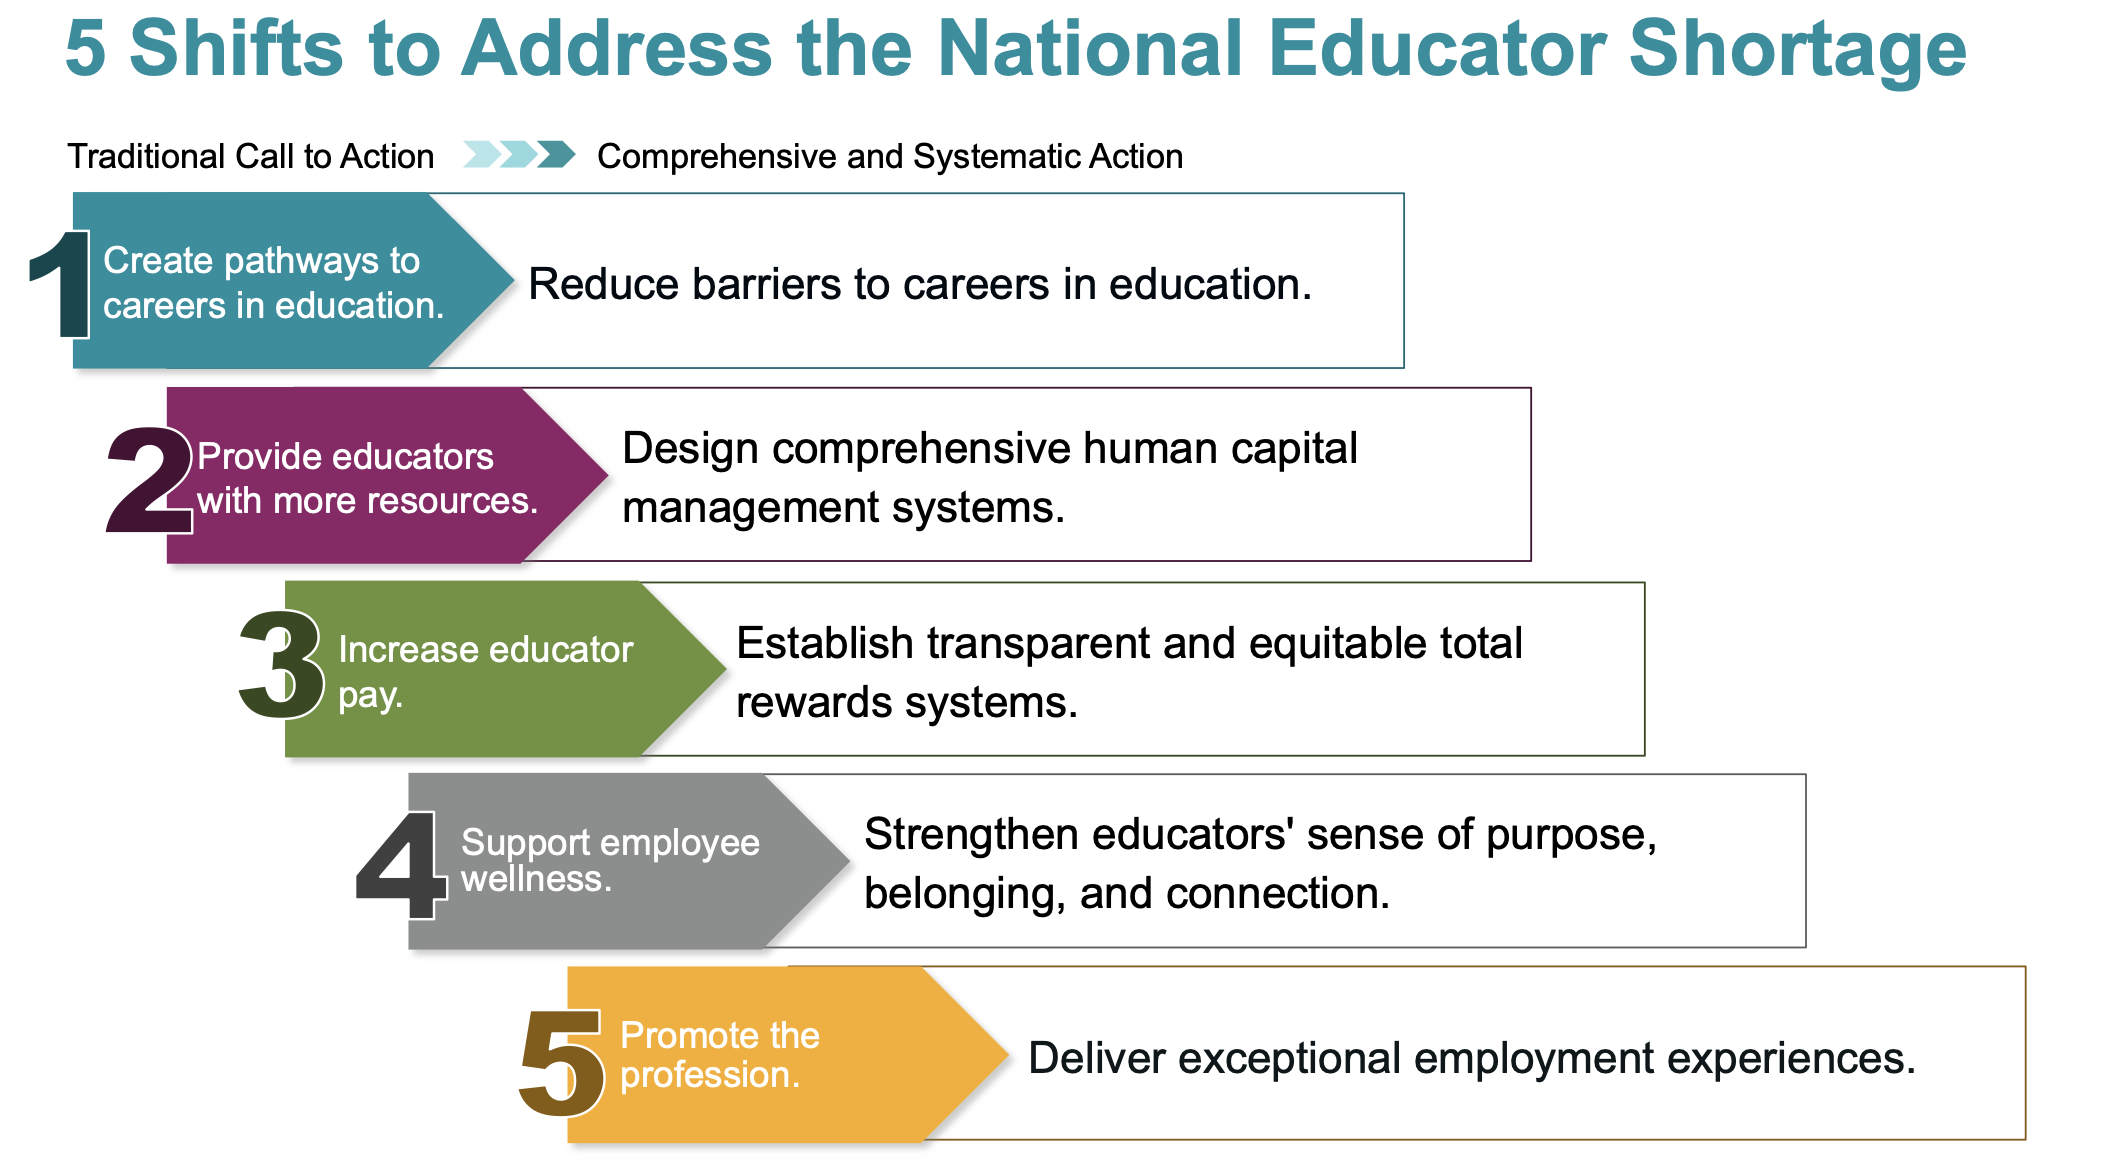 5 Shifts to Address the National Educator Shortage
Traditional Call to Action
Comprehensive and Systematic Action
1
Create pathways to
careers in education.
Reduce barriers to careers in education.
2
Provide educators
with more resources.
Design comprehensive human capital
management systems.
3
Increase educator
pay.
Establish transparent and equitable total
rewards systems.
4
Support employee
wellness.
Strengthen educators' sense of purpose,
belonging, and connection.
5
Promote the
profession.
Deliver exceptional employment experiences.